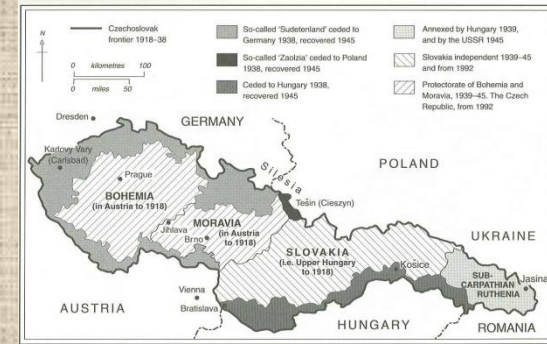 Czechoslovak
frontier 1918–38
N
0 kilometres 100
0 miles 50
So-called 'Sudetenland' ceded to
Germany 1938, recovered 1945
So-called 'Zaolzia' ceded to Poland
1938, recovered 1945
Ceded to Hungary 1938,
recovered 1945
Annexed by Hungary 1939,
and by the USSR 1945
Slovakia independent 1939–45
and from 1992
Protectorate of Bohemia and
Moravia, 1939–45. The Czech
Republic, from 1992
Dresden
GERMANY
Karlovy Vary
(Carlsbad)
Prague
Silesia
POLAND
BOHEMIA
(in Austria to 1918)
Tešin (Cieszyn)
MORAVIA
(in Austria
to 1918)
Jihlava
Brno
UKRAINE
SLOVAKIA
(i.e. Upper Hungary
to 1918)
Košice
Jasina
SUB-
CARPATHIAN
RUTHENIA
Vienna
AUSTRIA
Bratislava
HUNGARY
ROMANIA